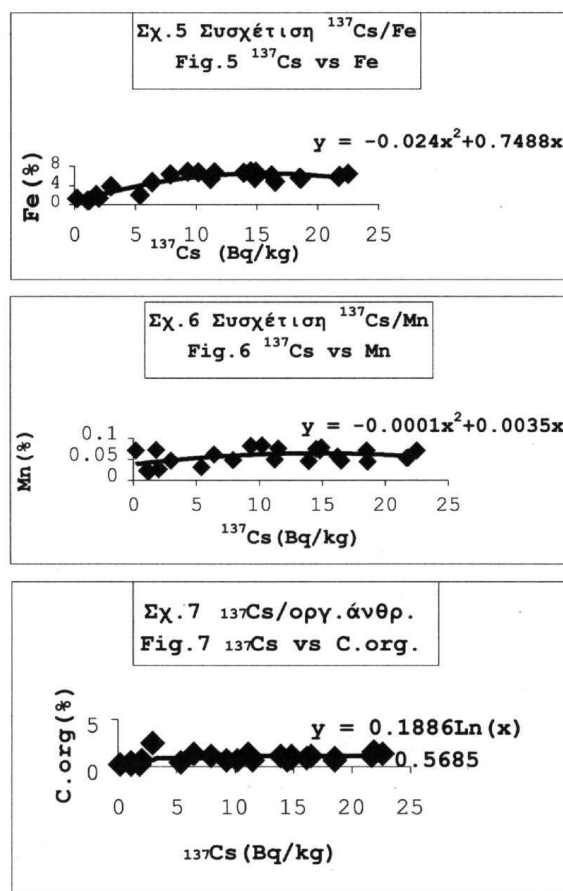 Σχ.5 Συσχέτιση ¹³⁷Cs/Fe
Fig.5 ¹³⁷Cs vs Fe
y = -0.024x²+0.7488x
Fe(%)
8
4
0
0 5 10 15 20 25
¹³⁷Cs (Bq/kg)
Σχ.6 Συσχέτιση ¹³⁷Cs/Mn
Fig.6 ¹³⁷Cs vs Mn
y = -0.0001x²+0.0035x
Mn(%)
0.1
0.05
0
0 5 10 15 20 25
¹³⁷Cs(Bq/kg)
Σχ.7 137Cs/οργ.άνθρ.
Fig.7 137Cs vs C.org.
y = 0.1886Ln(x)
0.5685
C.org(%)
5
0
0 5 10 15 20 25
137Cs(Bq/kg)